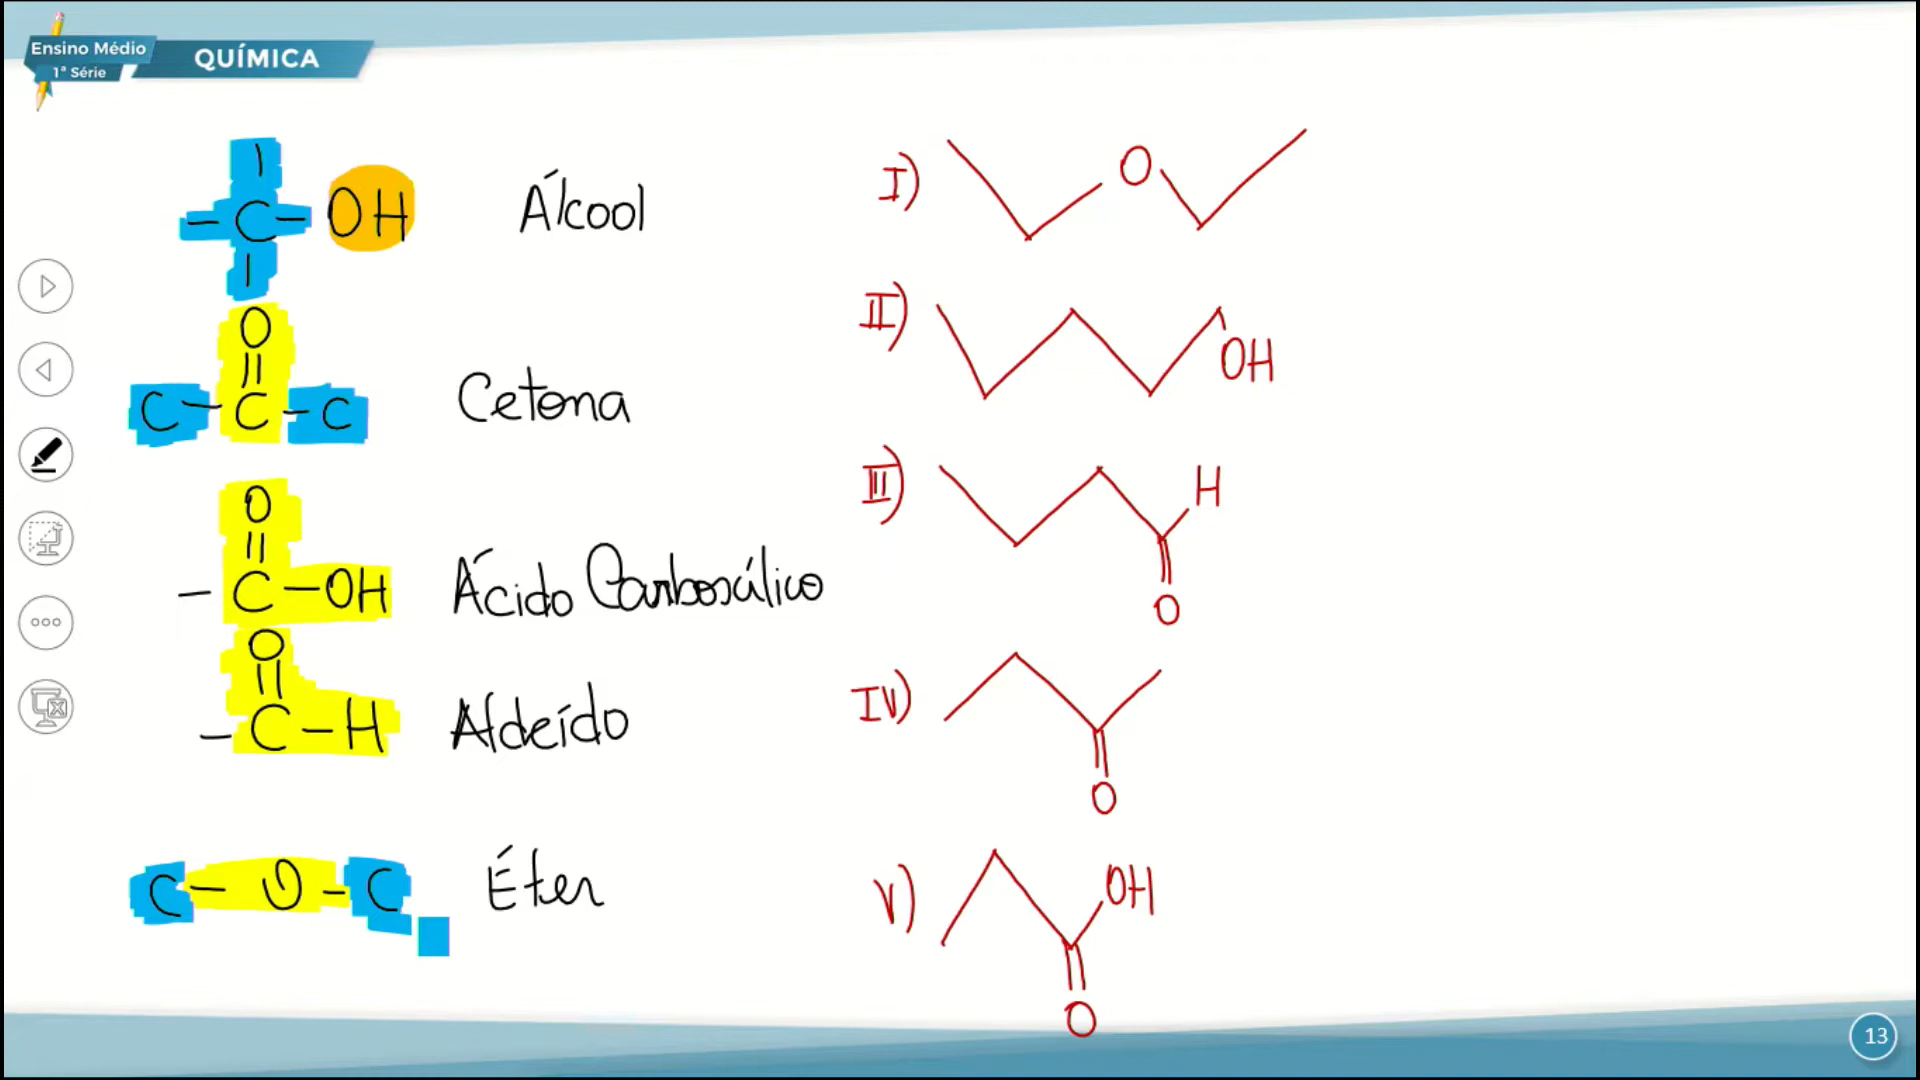 Ensino Médio
1ª Série
QUÍMICA
C OH Álcool
O
C C C Cetona
O
C OH Ácido Carboxílico
O
C H Aldeído
C O C Éter
I) O
II) OH
III) H
O
IV)
O
V) OH
O
13